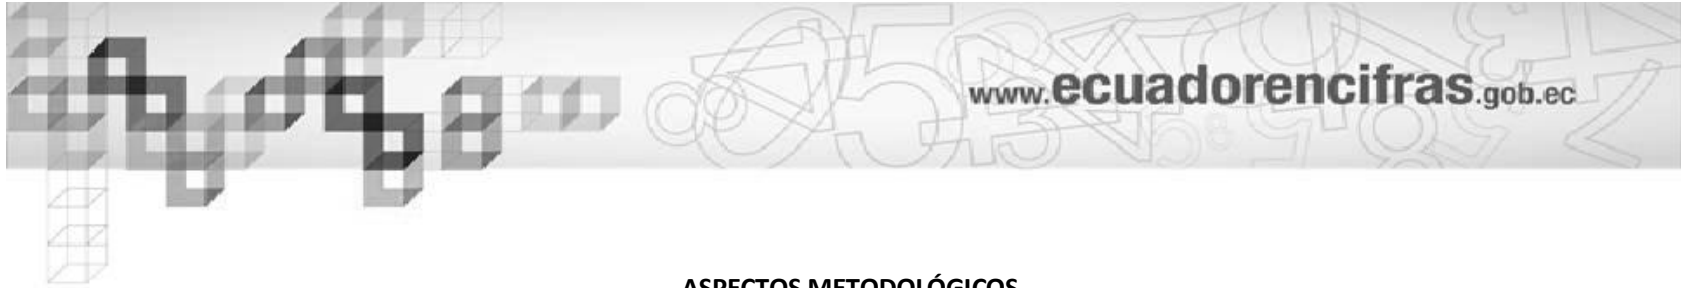 www.ecuadorencifras.gob.ec
ASPECTOS METODOLÓGICOS